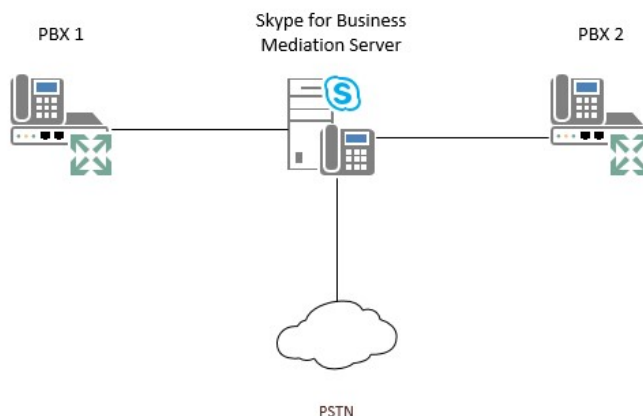 PBX 1
Skype for Business
Mediation Server
PBX 2
S
PSTN